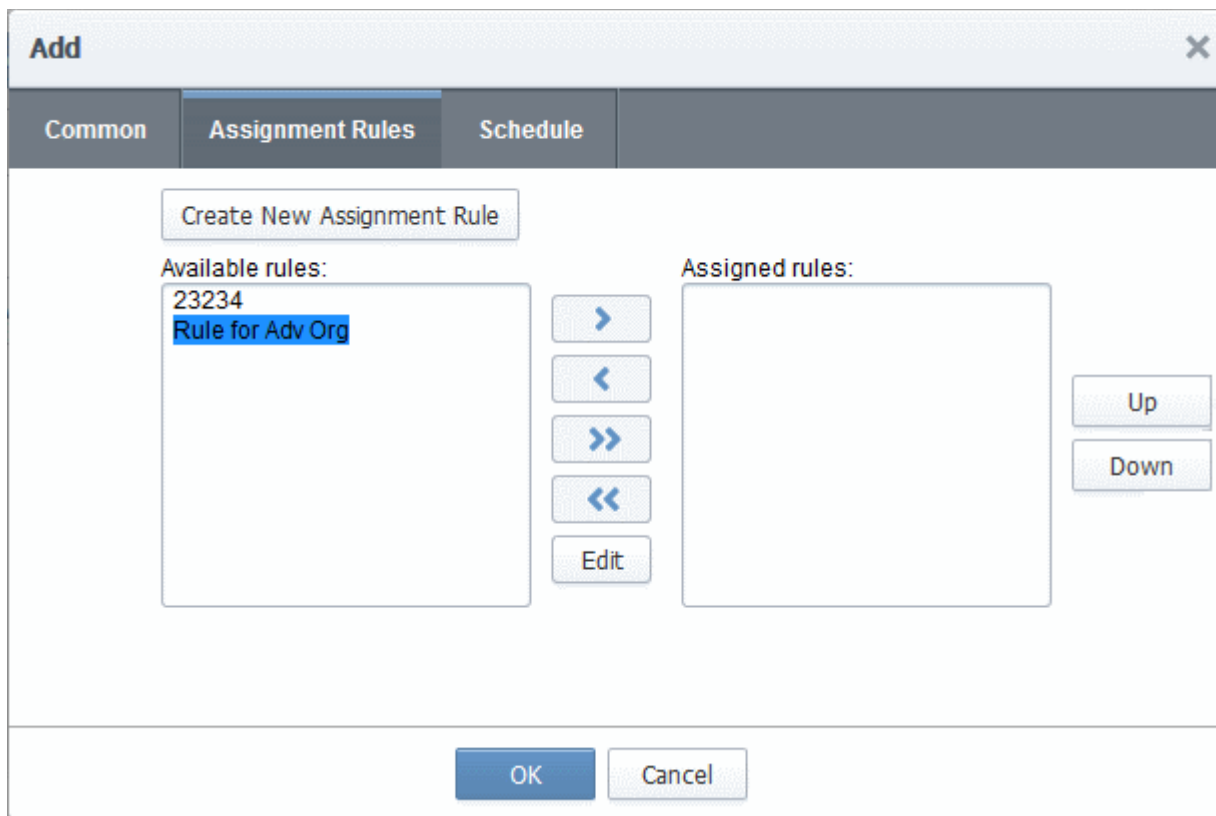 Add
Common Assignment Rules Schedule
Create New Assignment Rule
Available rules:
23234
Rule for Adv Org
Edit
Assigned rules:
Up
Down
OK Cancel